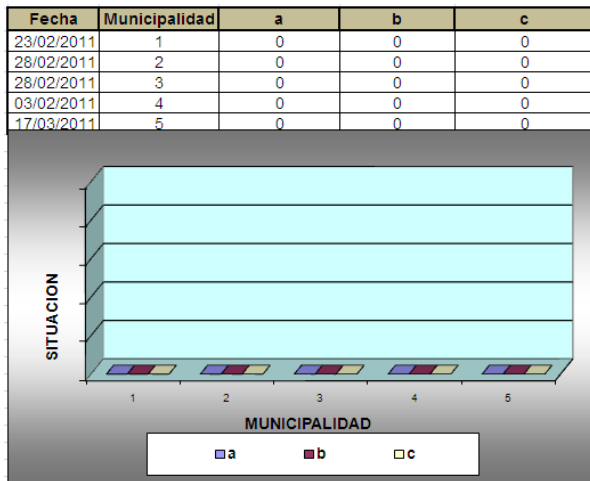 Fecha Municipalidad a b c
23/02/2011 1 0 0 0
28/02/2011 2 0 0 0
28/02/2011 3 0 0 0
03/02/2011 4 0 0 0
17/03/2011 5 0 0 0
SITUACION
1 2 3 4 5
MUNICIPALIDAD
a b c